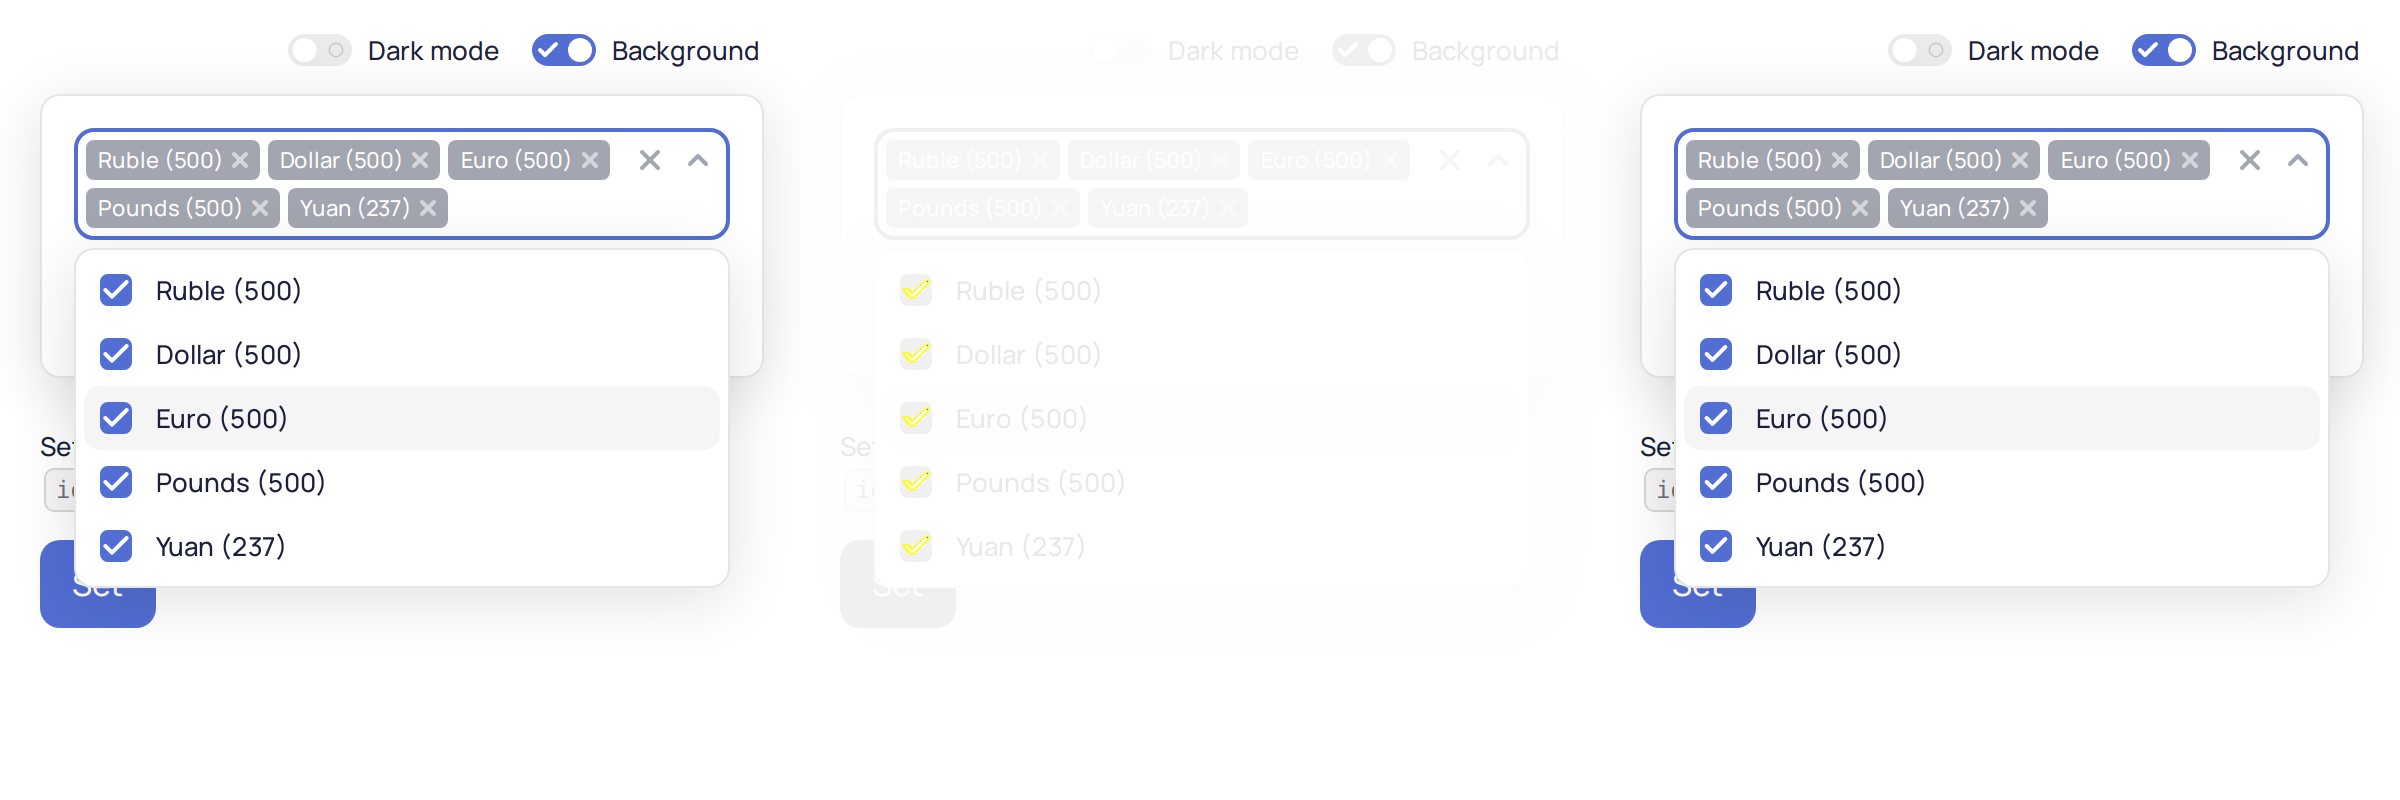 Dark mode Background
Ruble (500) Dollar (500) Euro (500)
Pounds (500) Yuan (237)
Ruble (500)
Dollar (500)
Euro (500)
Pounds (500)
Yuan (237)
Set
Dark mode Background
Ruble (500) Dollar (500) Euro (500)
Pounds (500) Yuan (237)
Ruble (500)
Dollar (500)
Euro (500)
Pounds (500)
Yuan (237)
Set
Dark mode Background
Ruble (500) Dollar (500) Euro (500)
Pounds (500) Yuan (237)
Ruble (500)
Dollar (500)
Euro (500)
Pounds (500)
Yuan (237)
Set